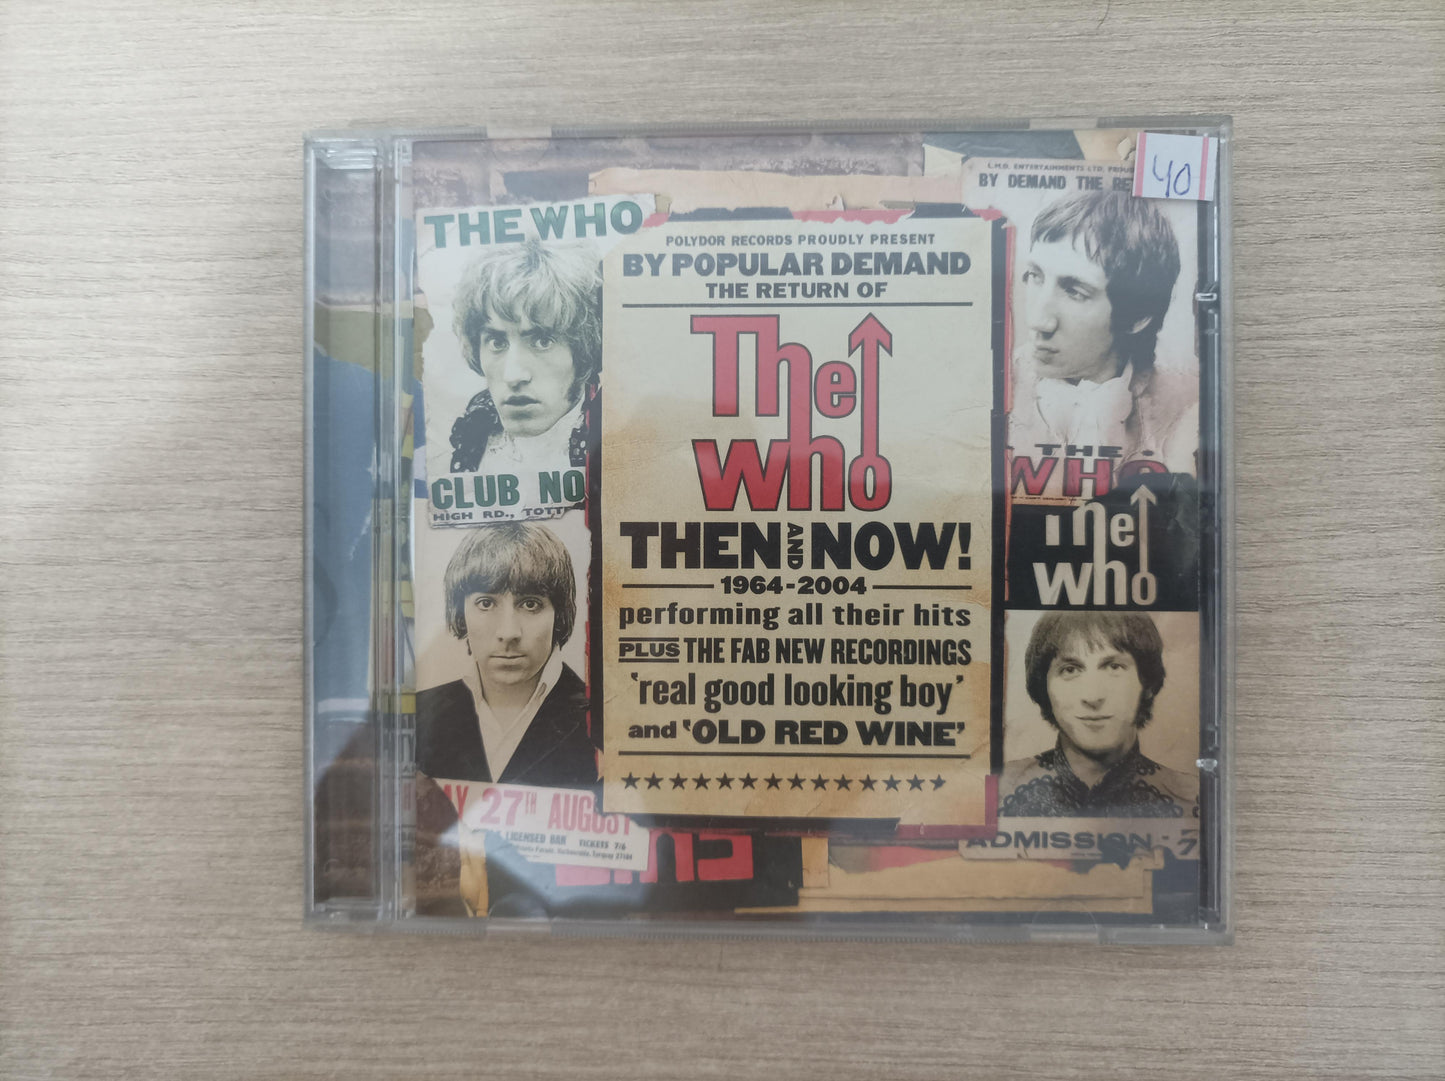 THE WHO
CLUB NO
HIGH RD., TOTT
27TH AUGUST
LICENSED BAR TICKETS 7/6
POLYDOR RECORDS PROUDLY PRESENT
BY POPULAR DEMAND
THE RETURN OF
The
who
THEN AND NOW!
1964-2004
performing all their hits
PLUS THE FAB NEW RECORDINGS
'real good looking boy'
and 'OLD RED WINE'
L.M.D. ENTERTAINMENTS LTD.
BY DEMAND THE RE
40
THE
WHO
The
who
ADMISSION - 7